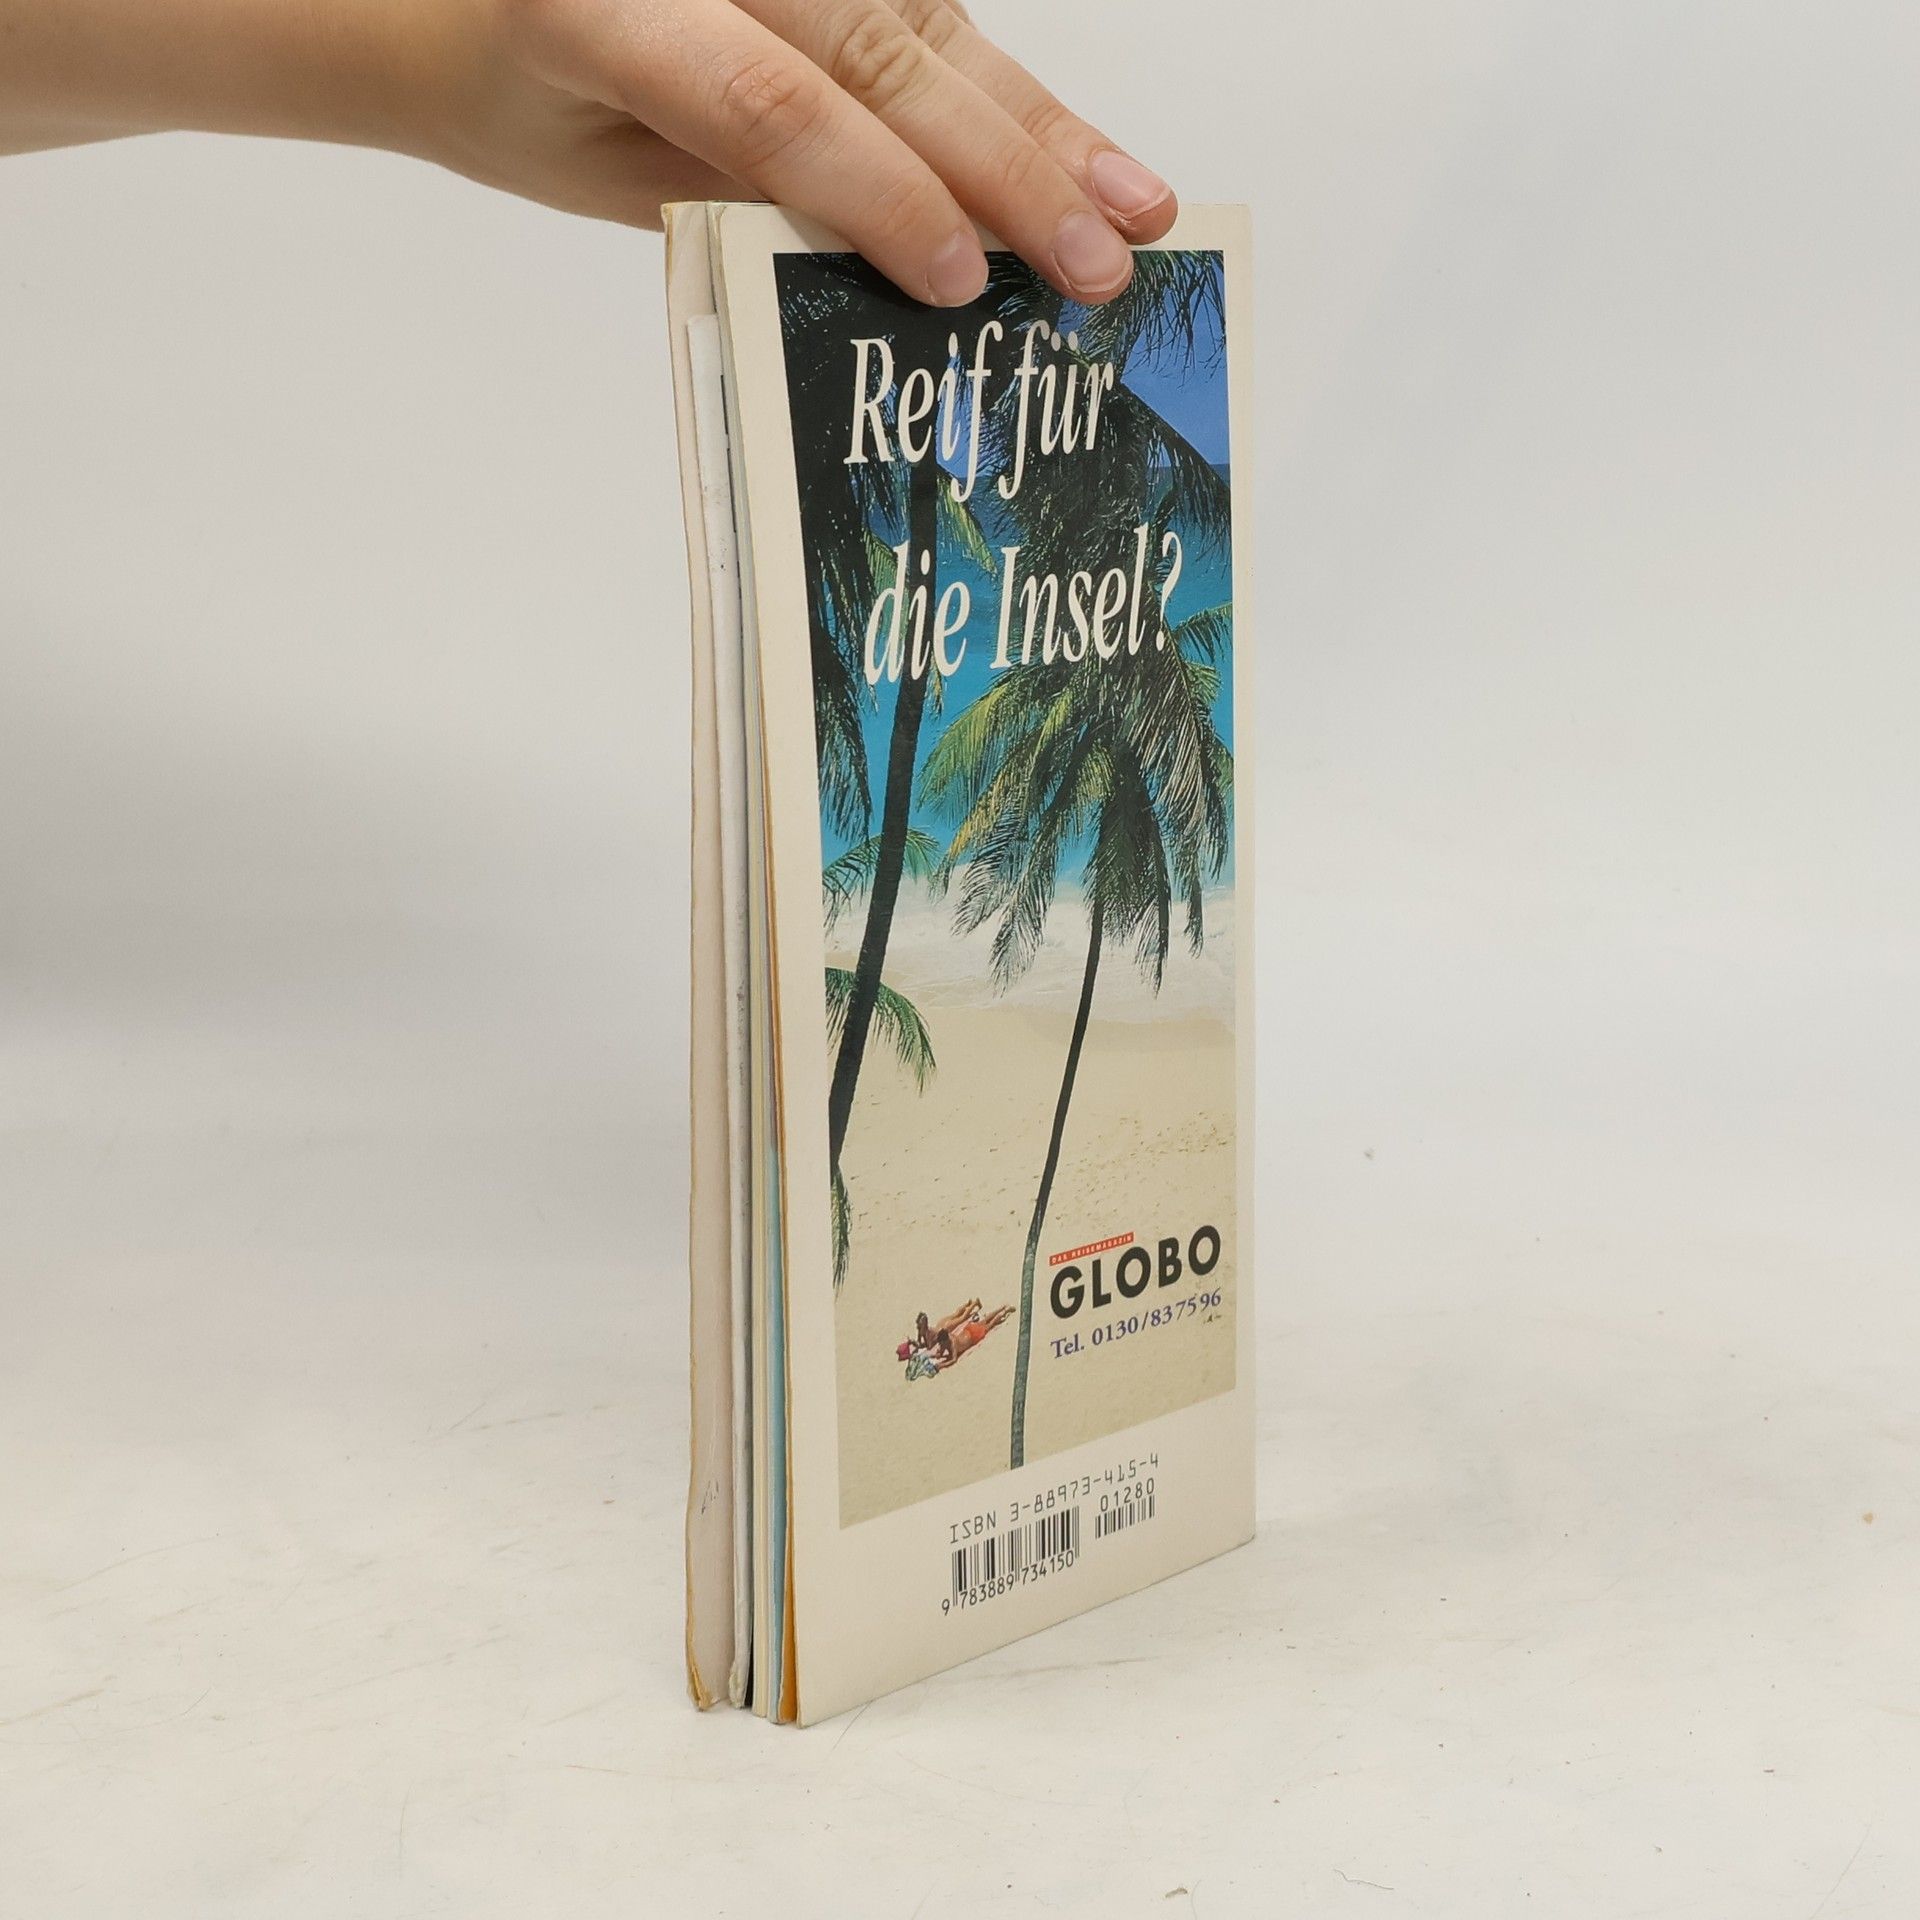 Reif für
die Insel?
DAS REISEMAGAZIN
GLOBO
Tel. 0130/837596
ISBN 3-88973-415-4
01280
9 783889 734150